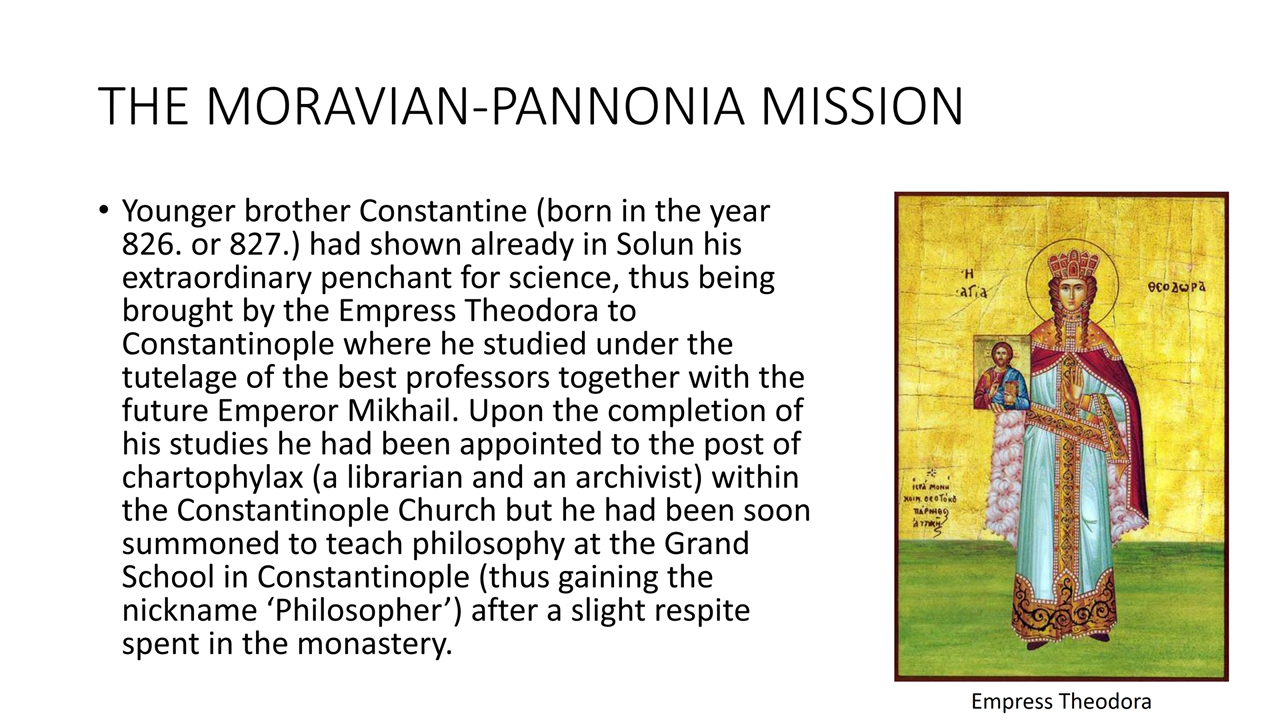 THE MORAVIAN-PANNONIA MISSION
• Younger brother Constantine (born in the year
826. or 827.) had shown already in Solun his
extraordinary penchant for science, thus being
brought by the Empress Theodora to
Constantinople where he studied under the
tutelage of the best professors together with the
future Emperor Mikhail. Upon the completion of
his studies he had been appointed to the post of
chartophylax (a librarian and an archivist) within
the Constantinople Church but he had been soon
summoned to teach philosophy at the Grand
School in Constantinople (thus gaining the
nickname ‘Philosopher’) after a slight respite
spent in the monastery.
Ἡ
ἁγία
Θεοδώρα
ἱερά μονή
Empress Theodora